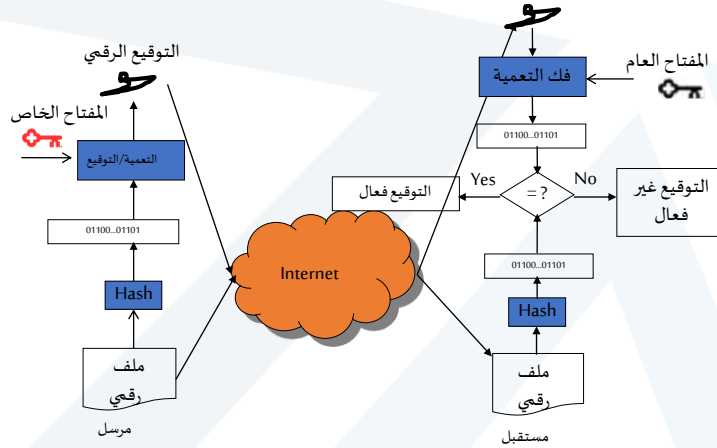 التوقيع الرقمي
المفتاح الخاص
التعمية/التوقيع
01100...01101
Hash
ملف
رقمي
مرسل
Internet
المفتاح العام
فك التعمية
01100...01101
= ?
Yes
No
التوقيع فعال
التوقيع غير
فعال
01100...01101
Hash
ملف
رقمي
مستقبل